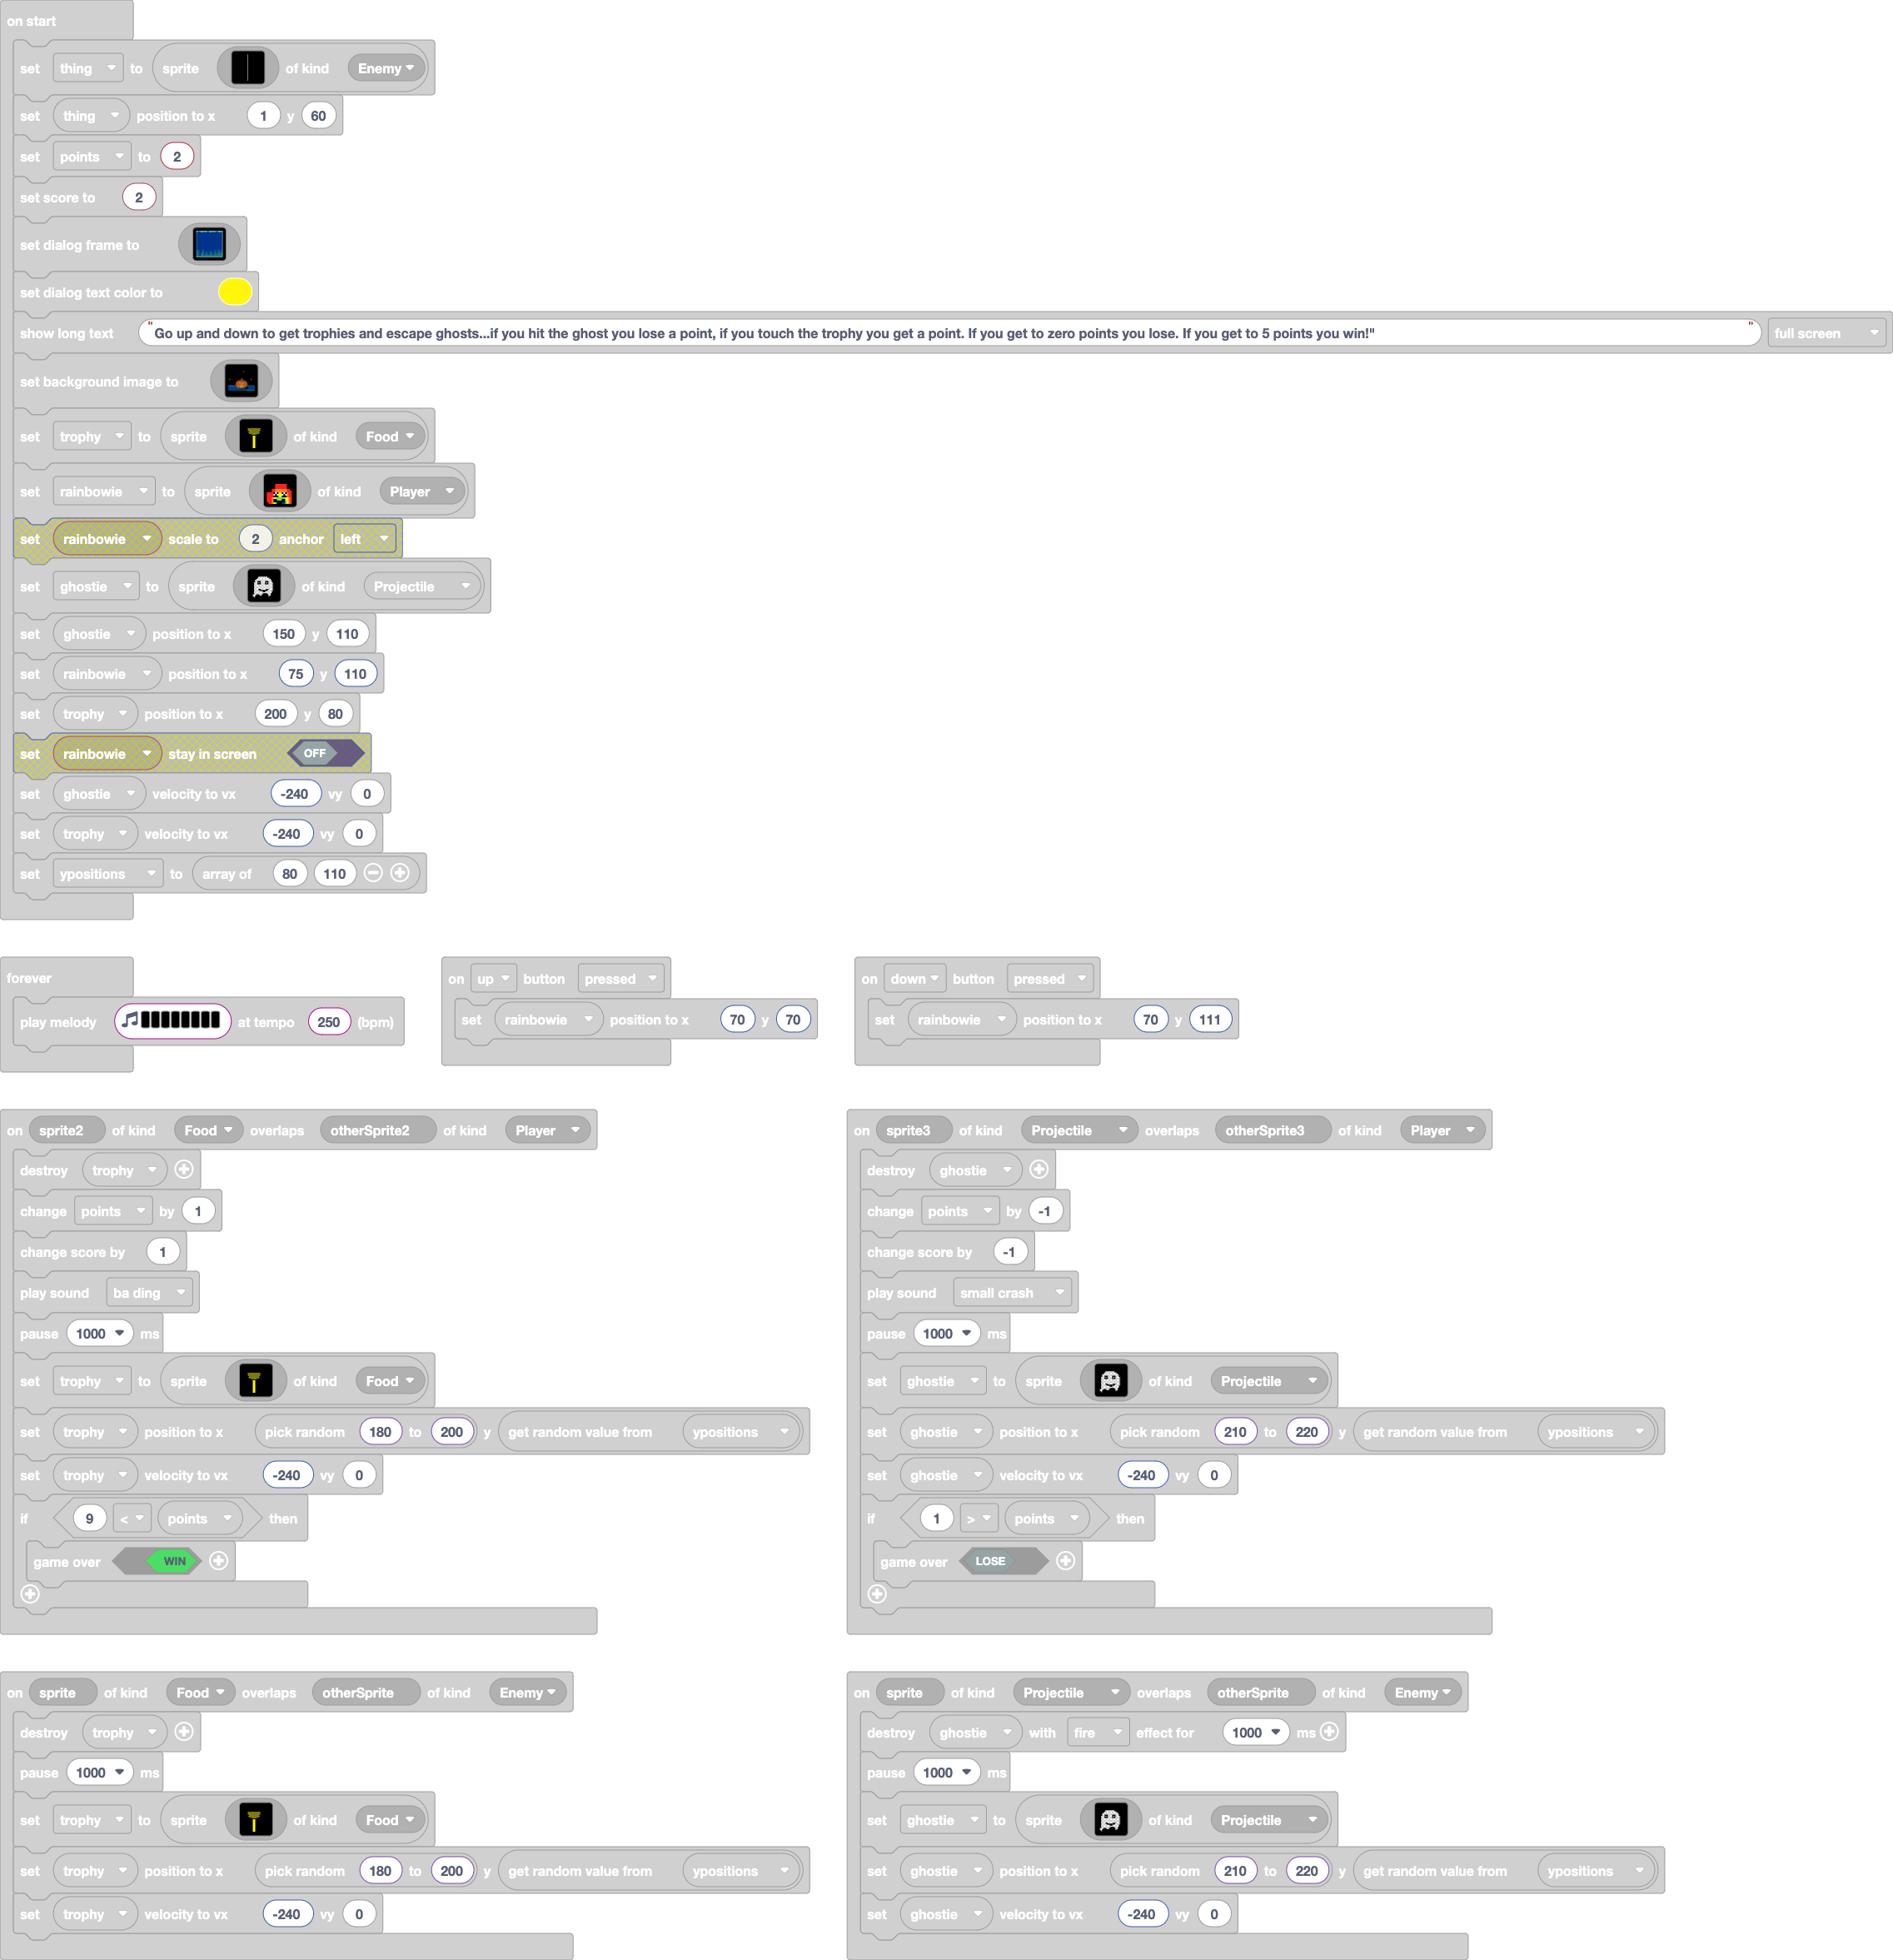 on start
set thing to sprite of kind Enemy
set thing position to x 1 y 60
set points to 2
set score to 2
set dialog frame to
set dialog text color to
show long text "Go up and down to get trophies and escape ghosts...if you hit the ghost you lose a point, if you touch the trophy you get a point. If you get to zero points you lose. If you get to 5 points you win!" " full screen
set background image to
set trophy to sprite of kind Food
set rainbowie to sprite of kind Player
set rainbowie scale to 2 anchor left
set ghostie to sprite of kind Projectile
set ghostie position to x 150 y 110
set rainbowie position to x 75 y 110
set trophy position to x 200 y 80
set rainbowie stay in screen OFF
set ghostie velocity to vx -240 vy 0
set trophy velocity to vx -240 vy 0
set ypositions to array of 80 110
forever
play melody at tempo 250 (bpm)
on up button pressed
set rainbowie position to x 70 y 70
on down button pressed
set rainbowie position to x 70 y 111
on sprite2 of kind Food overlaps otherSprite2 of kind Player
destroy trophy
change points by 1
change score by 1
play sound ba ding
pause 1000 ms
set trophy to sprite of kind Food
set trophy position to x pick random 180 to 200 y get random value from ypositions
set trophy velocity to vx -240 vy 0
if 9 < points then
game over WIN
on sprite3 of kind Projectile overlaps otherSprite3 of kind Player
destroy ghostie
change points by -1
change score by -1
play sound small crash
pause 1000 ms
set ghostie to sprite of kind Projectile
set ghostie position to x pick random 210 to 220 y get random value from ypositions
set ghostie velocity to vx -240 vy 0
if 1 > points then
game over LOSE
on sprite of kind Food overlaps otherSprite of kind Enemy
destroy trophy
pause 1000 ms
set trophy to sprite of kind Food
set trophy position to x pick random 180 to 200 y get random value from ypositions
set trophy velocity to vx -240 vy 0
on sprite of kind Projectile overlaps otherSprite of kind Enemy
destroy ghostie with fire effect for 1000 ms
pause 1000 ms
set ghostie to sprite of kind Projectile
set ghostie position to x pick random 210 to 220 y get random value from ypositions
set ghostie velocity to vx -240 vy 0